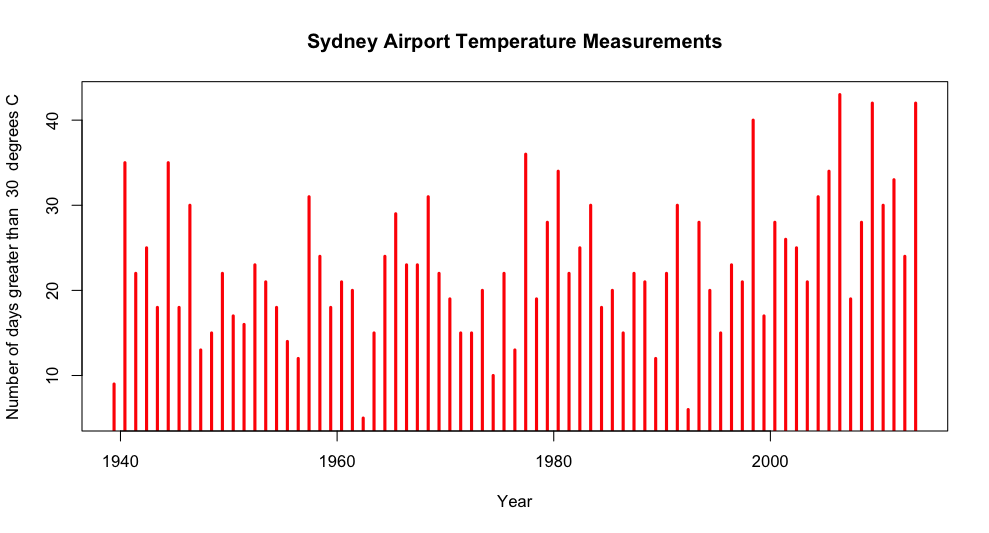 Sydney Airport Temperature Measurements
Number of days greater than  30  degrees C
40
30
20
10
1940
1960
1980
2000
Year